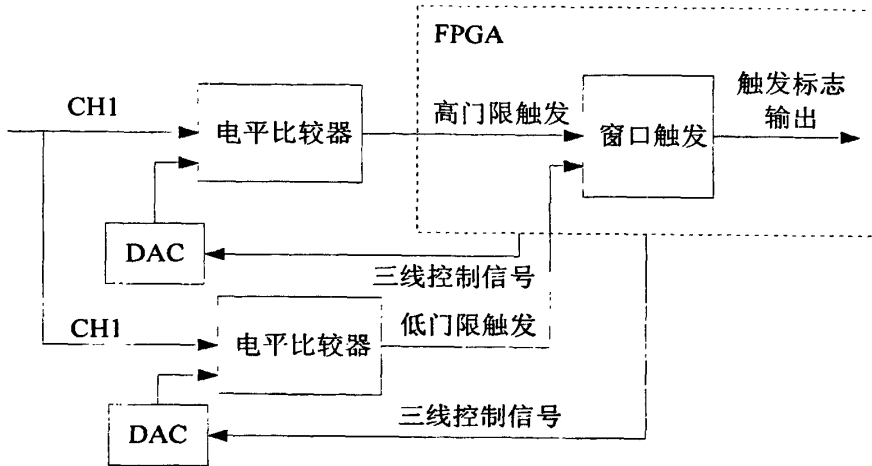 FPGA
CH1
电平比较器
高门限触发
窗口触发
触发标志
输出
DAC
三线控制信号
CH1
电平比较器
低门限触发
DAC
三线控制信号